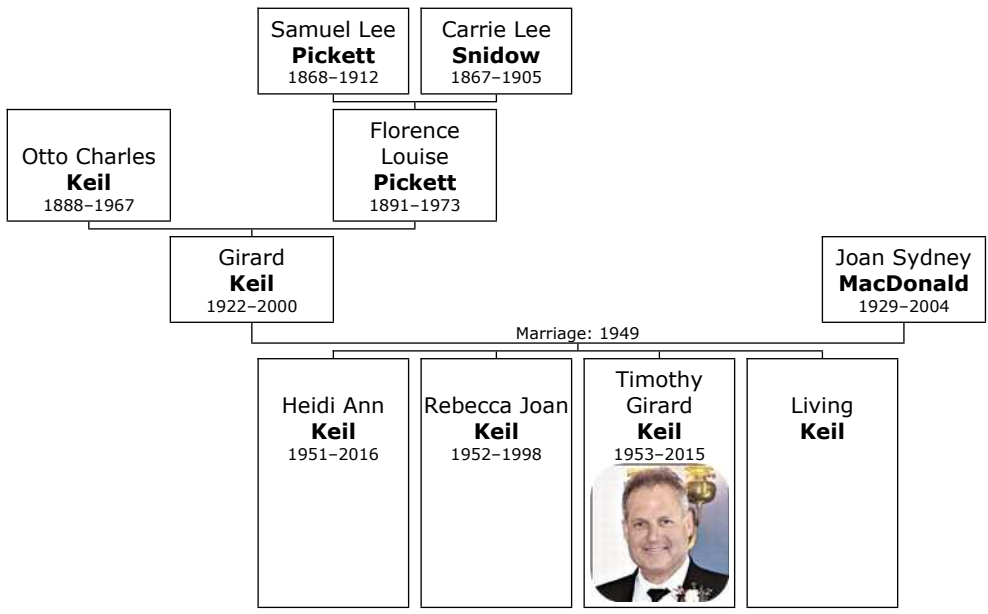 Samuel Lee
Pickett
1868–1912
Carrie Lee
Snidow
1867–1905
Otto Charles
Keil
1888–1967
Florence
Louise
Pickett
1891–1973
Girard
Keil
1922–2000
Joan Sydney
MacDonald
1929–2004
Marriage: 1949
Heidi Ann
Keil
1951–2016
Rebecca Joan
Keil
1952–1998
Timothy
Girard
Keil
1953–2015
Living
Keil